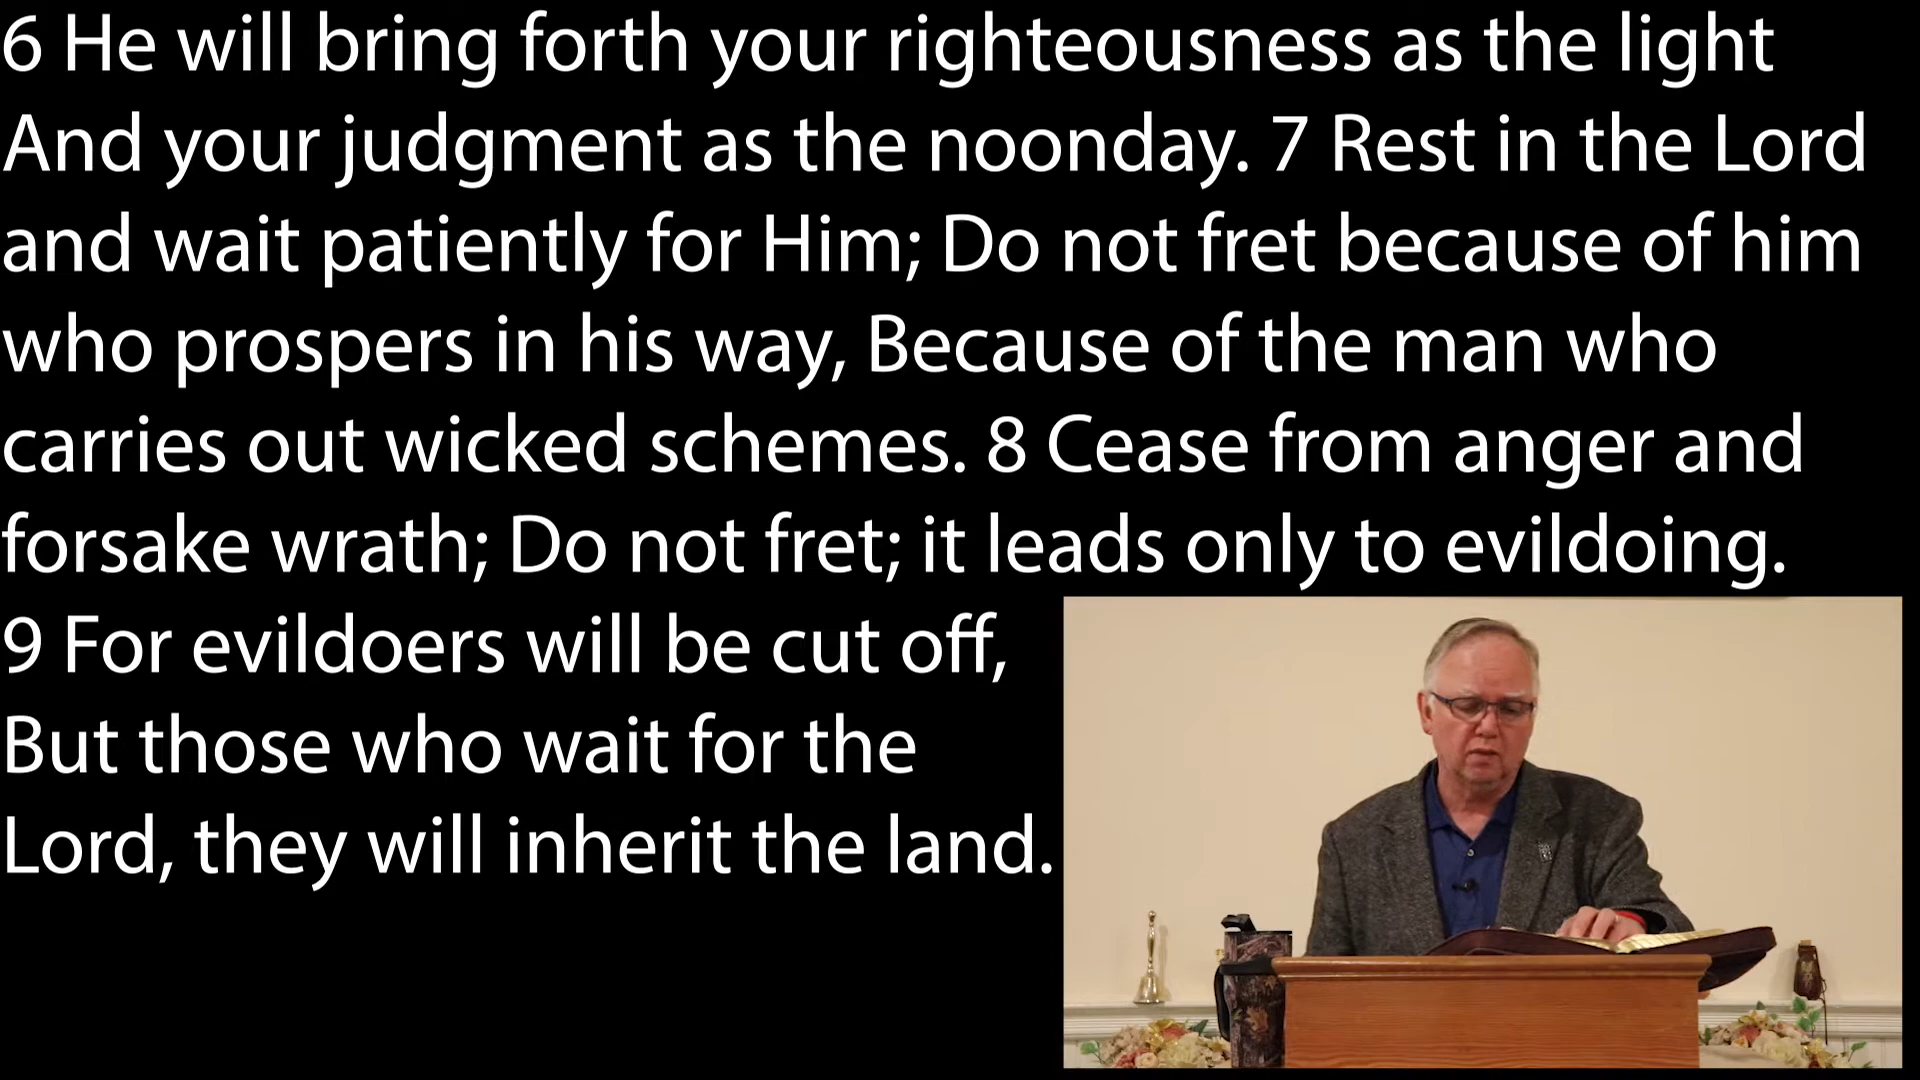 6 He will bring forth your righteousness as the light
And your judgment as the noonday. 7 Rest in the Lord
and wait patiently for Him; Do not fret because of him
who prospers in his way, Because of the man who
carries out wicked schemes. 8 Cease from anger and
forsake wrath; Do not fret; it leads only to evildoing.
9 For evildoers will be cut off,
But those who wait for the
Lord, they will inherit the land.